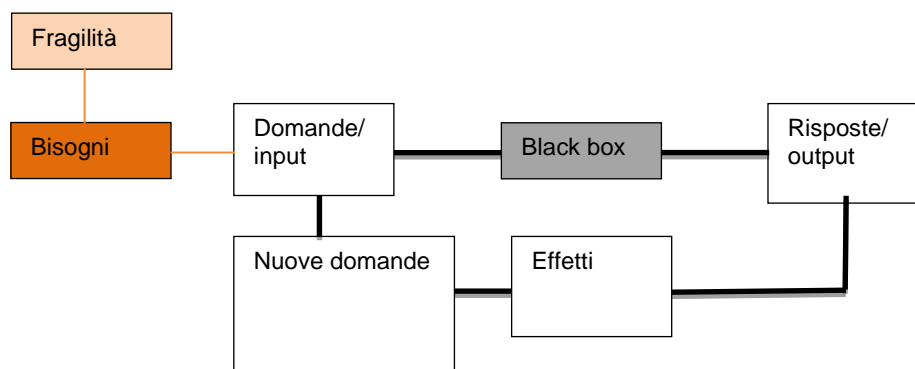 Fragilità
Bisogni
Domande/
input
Black box
Risposte/
output
Nuove domande
Effetti